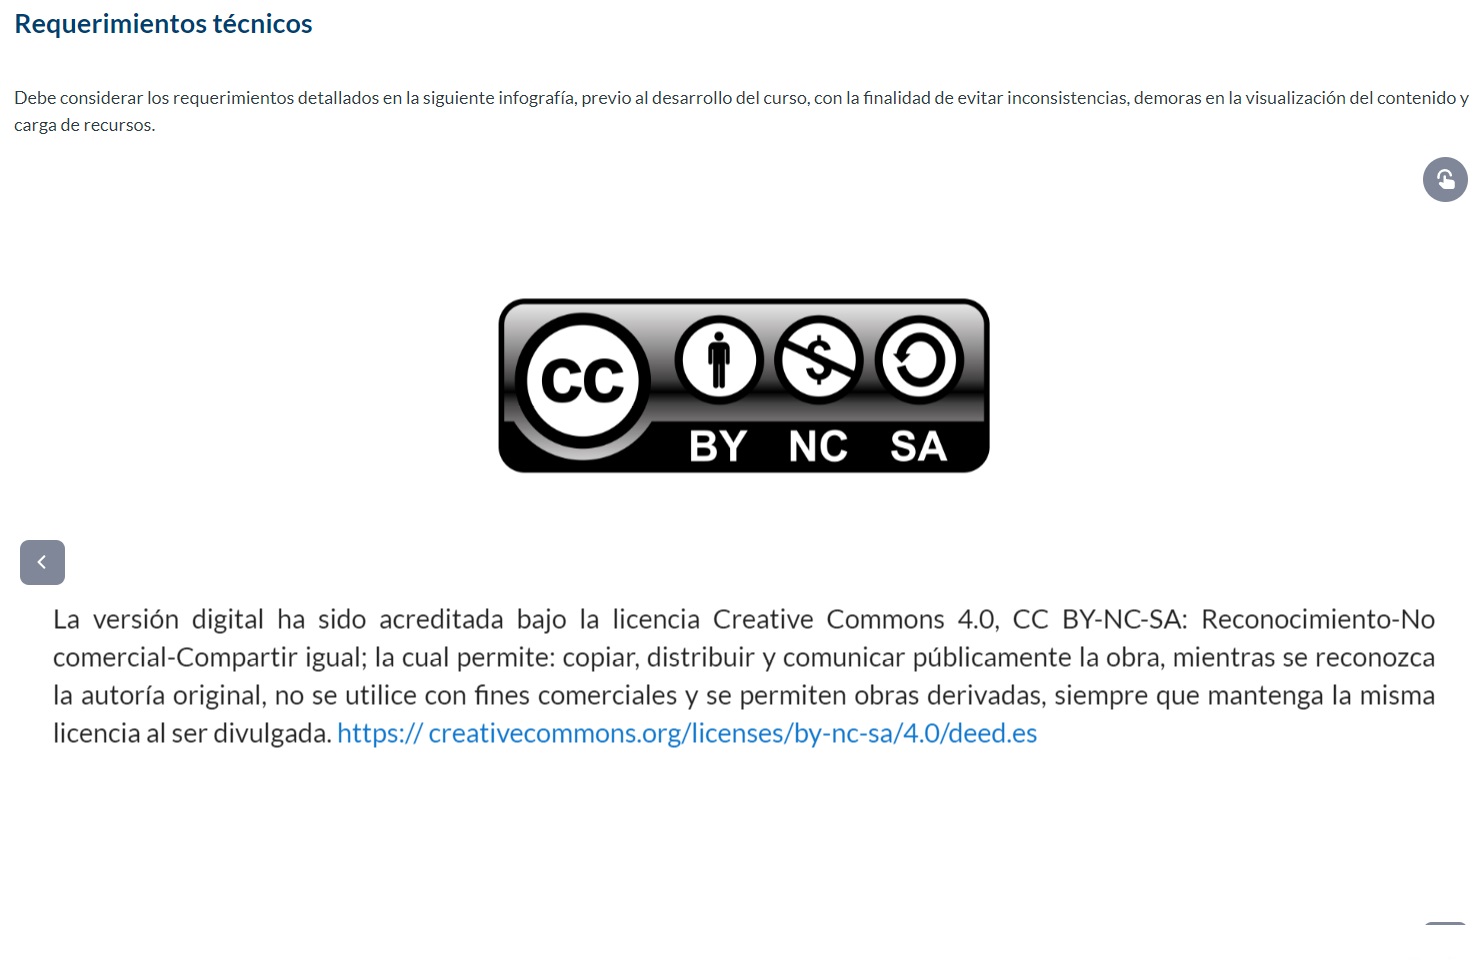 Requerimientos técnicos
Debe considerar los requerimientos detallados en la siguiente infografía, previo al desarrollo del curso, con la finalidad de evitar inconsistencias, demoras en la visualización del contenido y
carga de recursos.
CC
BY NC SA
La versión digital ha sido acreditada bajo la licencia Creative Commons 4.0, CC BY-NC-SA: Reconocimiento-No
comercial-Compartir igual; la cual permite: copiar, distribuir y comunicar públicamente la obra, mientras se reconozca
la autoría original, no se utilice con fines comerciales y se permiten obras derivadas, siempre que mantenga la misma
licencia al ser divulgada. https:// creativecommons.org/licenses/by-nc-sa/4.0/deed.es